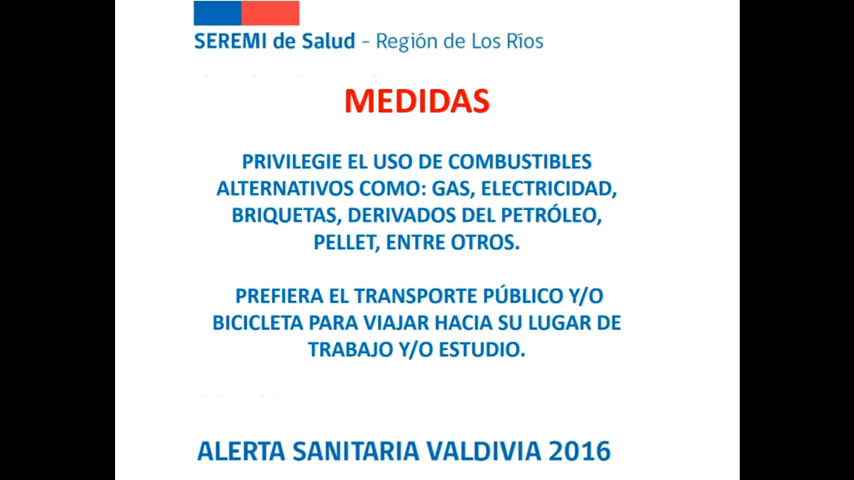 SEREMI de Salud - Región de Los Ríos
MEDIDAS
PRIVILEGIE EL USO DE COMBUSTIBLES
ALTERNATIVOS COMO: GAS, ELECTRICIDAD,
BRIQUETAS, DERIVADOS DEL PETRÓLEO,
PELLET, ENTRE OTROS.
PREFIERA EL TRANSPORTE PÚBLICO Y/O
BICICLETA PARA VIAJAR HACIA SU LUGAR DE
TRABAJO Y/O ESTUDIO.
ALERTA SANITARIA VALDIVIA 2016